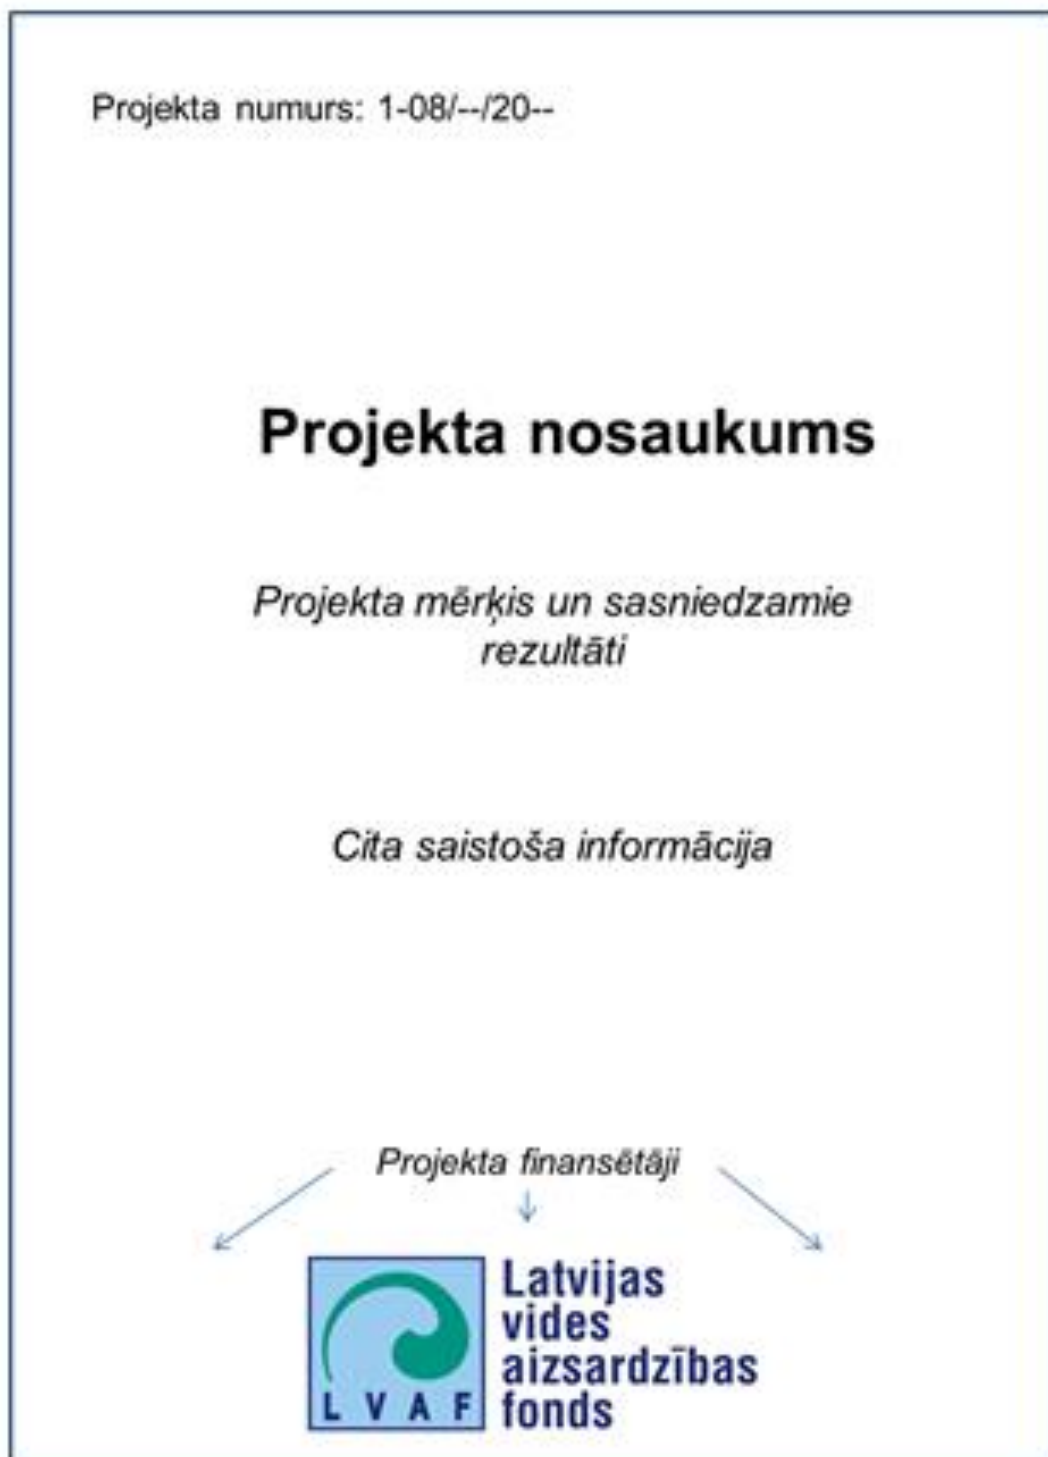 Projekta numurs: 1-08/--/20--
Projekta nosaukums
Projekta mērķis un sasniedzamie
rezultāti
Cita saistoša informācija
Projekta finansētāji
LVAF
Latvijas
vides
aizsardzības
fonds